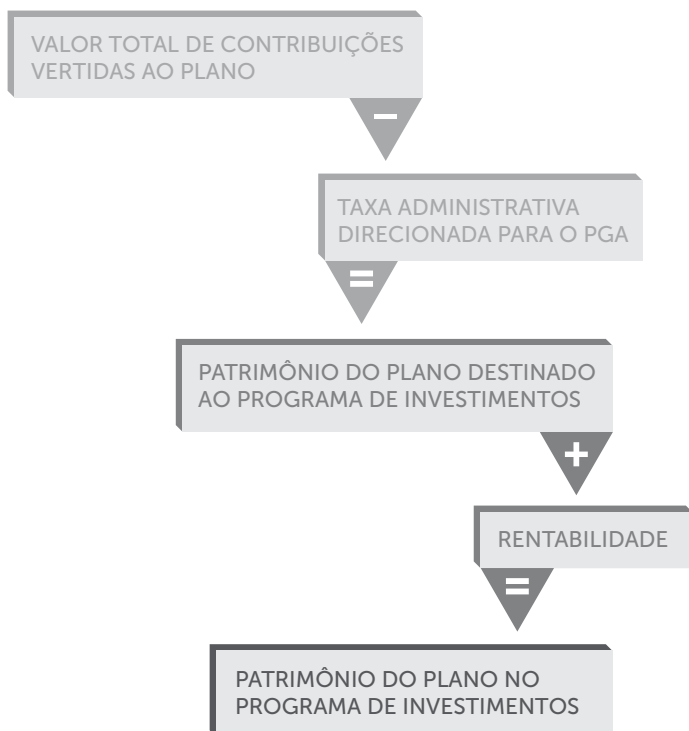 VALOR TOTAL DE CONTRIBUIÇÕES
VERTIDAS AO PLANO
−
TAXA ADMINISTRATIVA
DIRECIONADA PARA O PGA
=
PATRIMÔNIO DO PLANO DESTINADO
AO PROGRAMA DE INVESTIMENTOS
+
RENTABILIDADE
=
PATRIMÔNIO DO PLANO NO
PROGRAMA DE INVESTIMENTOS